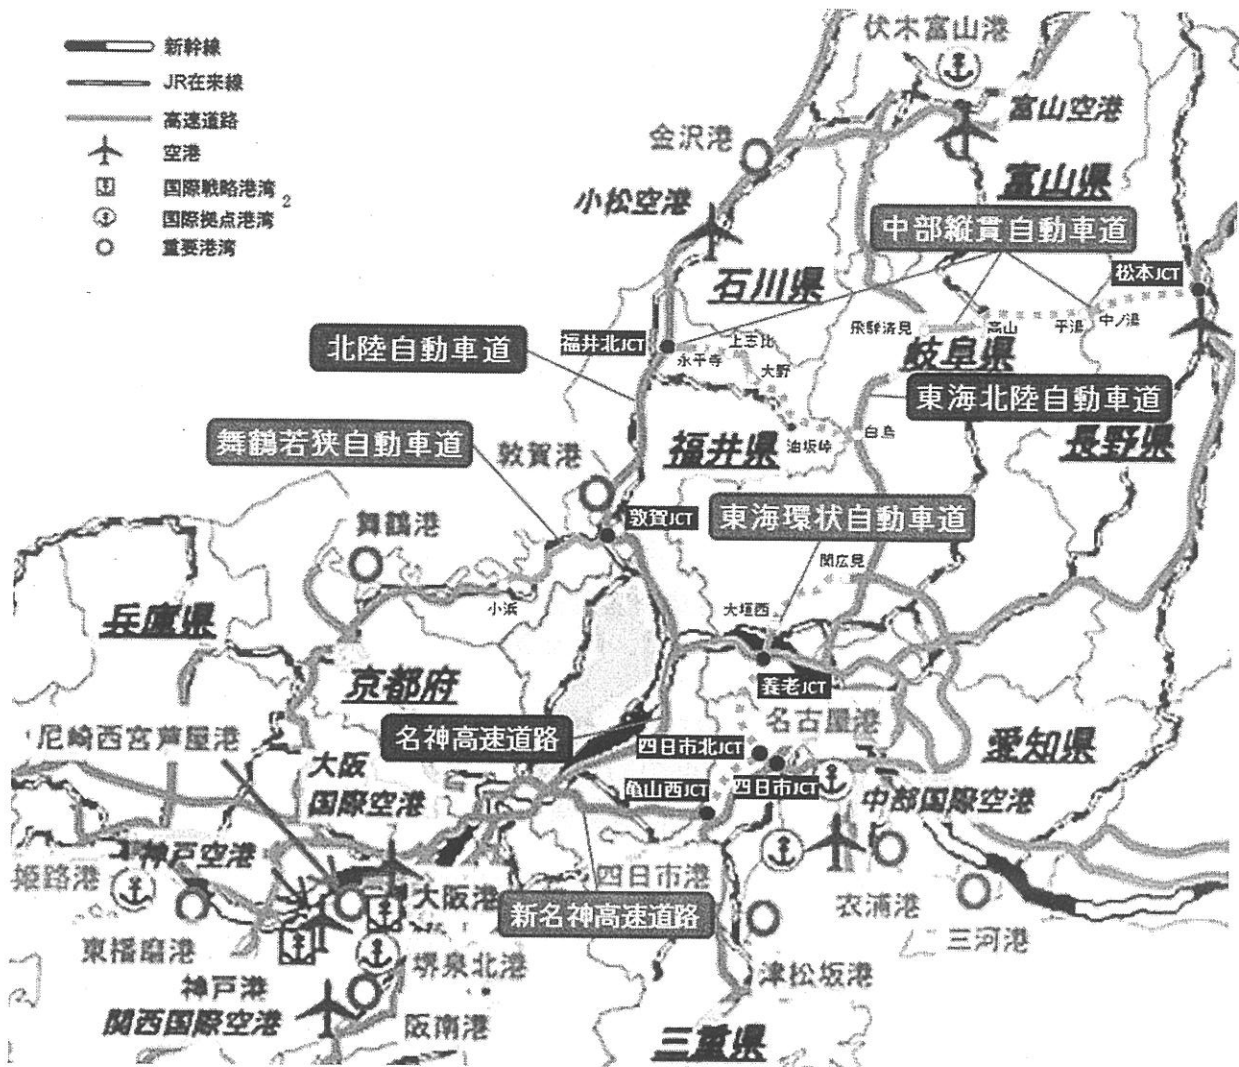 新幹線
JR在来線
高速道路
空港
国際戦略港湾
2
国際拠点港湾
重要港湾
伏木富山港
富山空港
金沢港
富山県
小松空港
中部縦貫自動車道
松本JCT
石川県
飛騨清見
高山
平湯
中ノ湯
北陸自動車道
福井北JCT
永平寺
上志比
大野
岐阜県
東海北陸自動車道
舞鶴若狭自動車道
福井県
油坂峠
白鳥
長野県
敦賀港
敦賀JCT
東海環状自動車道
舞鶴港
関広見
小浜
大垣西
兵庫県
京都府
養老JCT
名神高速道路
名古屋港
尼崎西宮芦屋港
四日市北JCT
愛知県
大阪
国際空港
亀山西JCT
四日市JCT
中部国際空港
神戸空港
姫路港
四日市港
大阪港
新名神高速道路
衣浦港
三河港
東播磨港
堺泉北港
津松坂港
神戸港
関西国際空港
阪南港
三重県